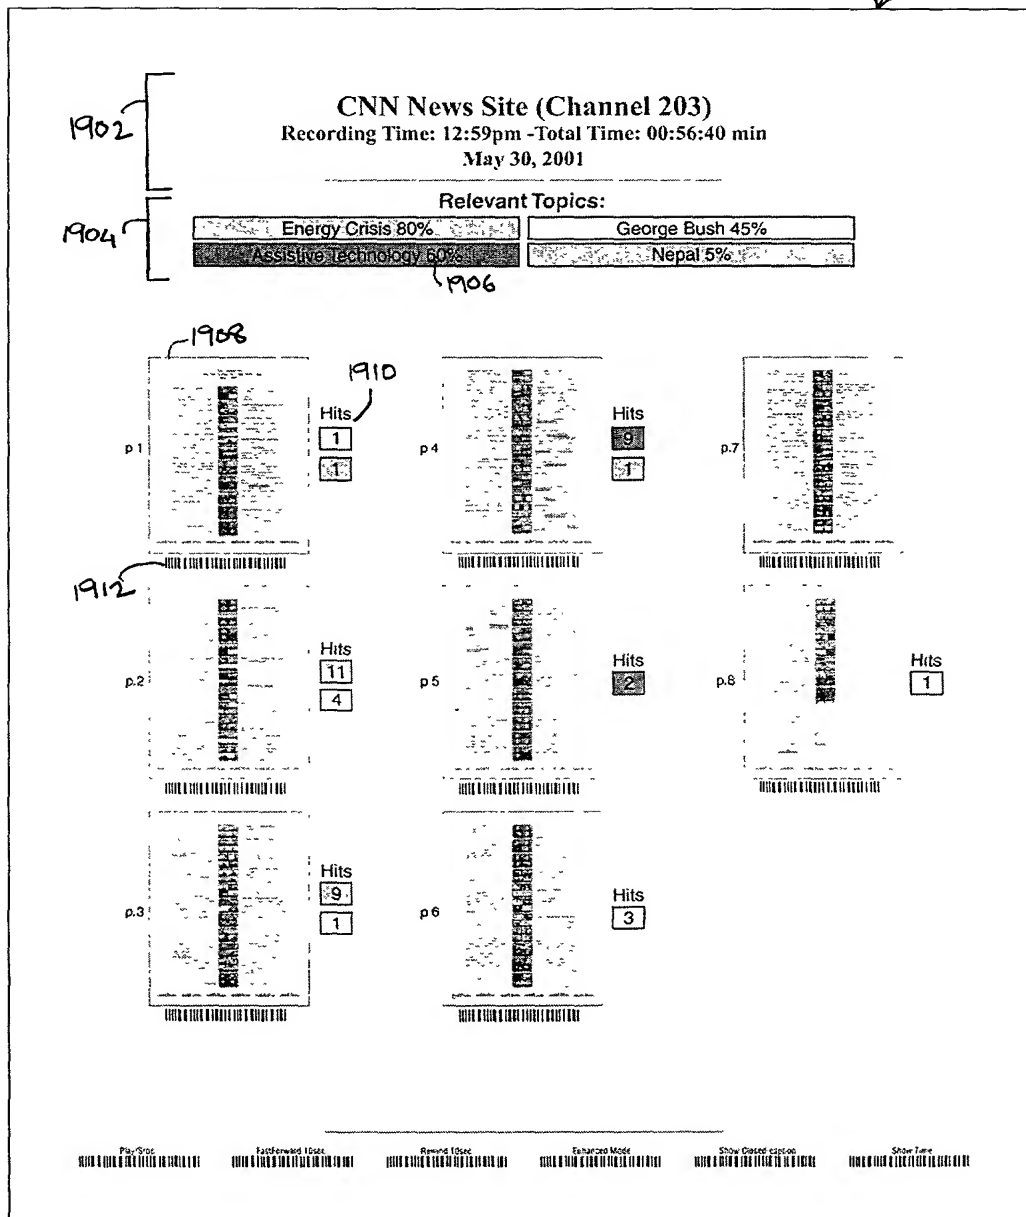 1902
CNN News Site (Channel 203)
Recording Time: 12:59pm -Total Time: 00:56:40 min
May 30, 2001
1904
Relevant Topics:
Energy Crisis 80%
George Bush 45%
Assistive Technology 60%
Nepal 5%
1906
1908
1910
p.1
Hits
1
1
p.4
Hits
9
1
p.7
1912
p.2
Hits
11
4
p.5
Hits
2
p.8
Hits
1
p.3
Hits
9
1
p.6
Hits
3
Play/Stop
FastForward 10sec
Rewind 10sec
Enhanced Mode
Show Closed caption
Show Time